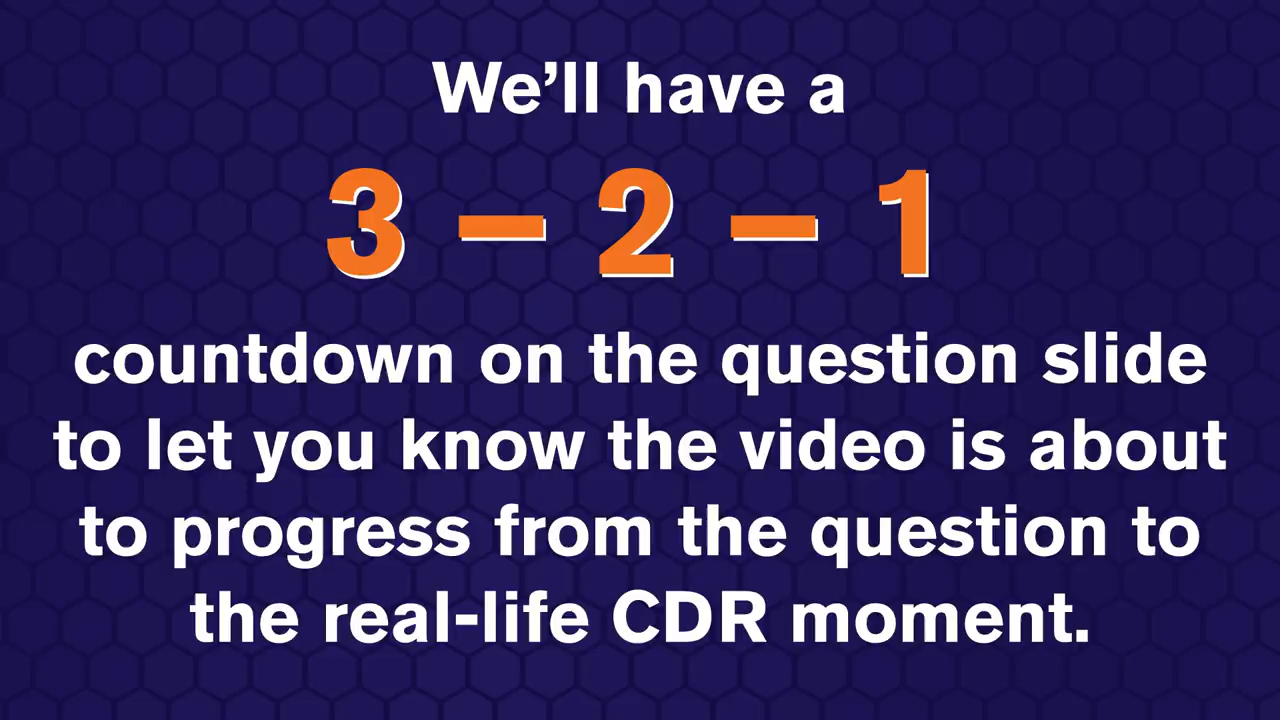 We’ll have a
3 – 2 – 1
countdown on the question slide
to let you know the video is about
to progress from the question to
the real-life CDR moment.